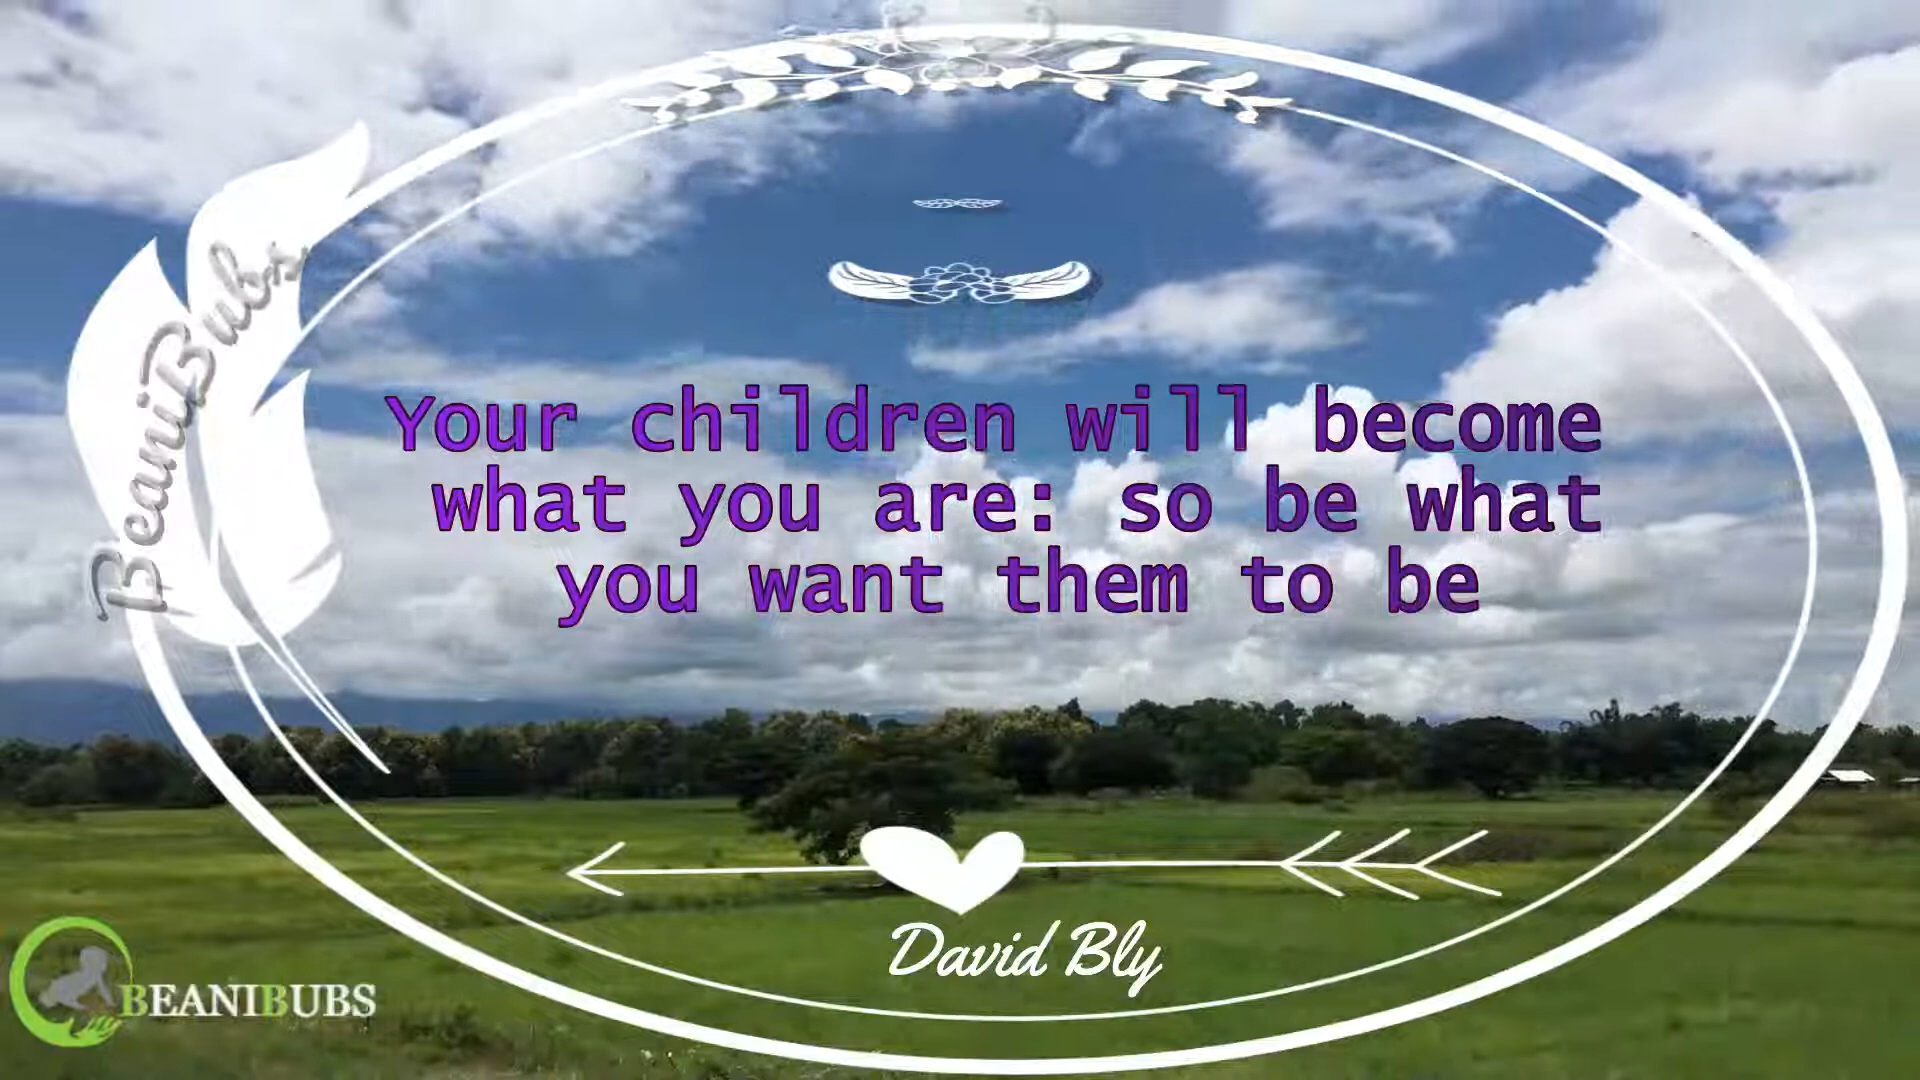 BeaniBubs
Your children will become
what you are: so be what
you want them to be
David Bly
BEANIBUBS